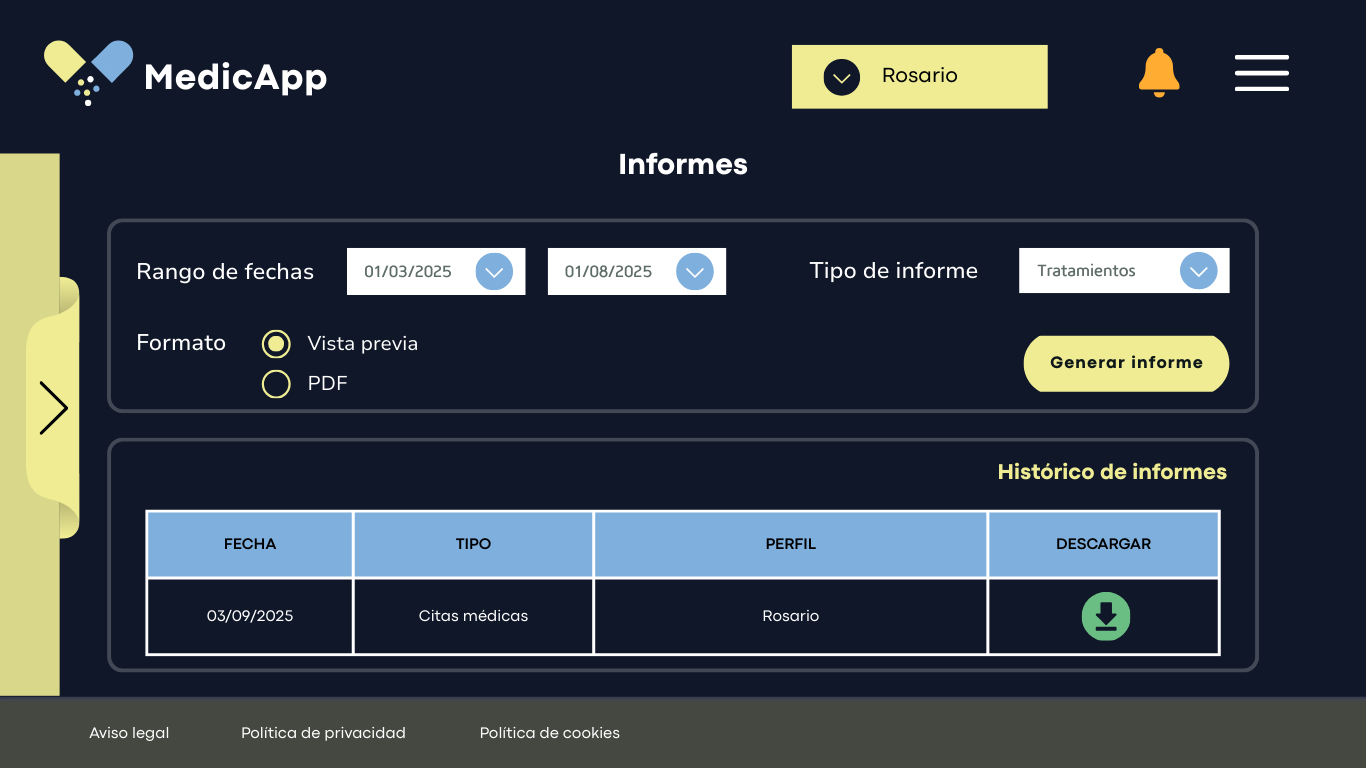 MedicApp
Rosario
Informes
Rango de fechas
01/03/2025
01/08/2025
Tipo de informe
Tratamientos
Formato
Vista previa
PDF
Generar informe
Histórico de informes
FECHA TIPO PERFIL DESCARGAR
03/09/2025 Citas médicas Rosario
Aviso legal Política de privacidad Política de cookies